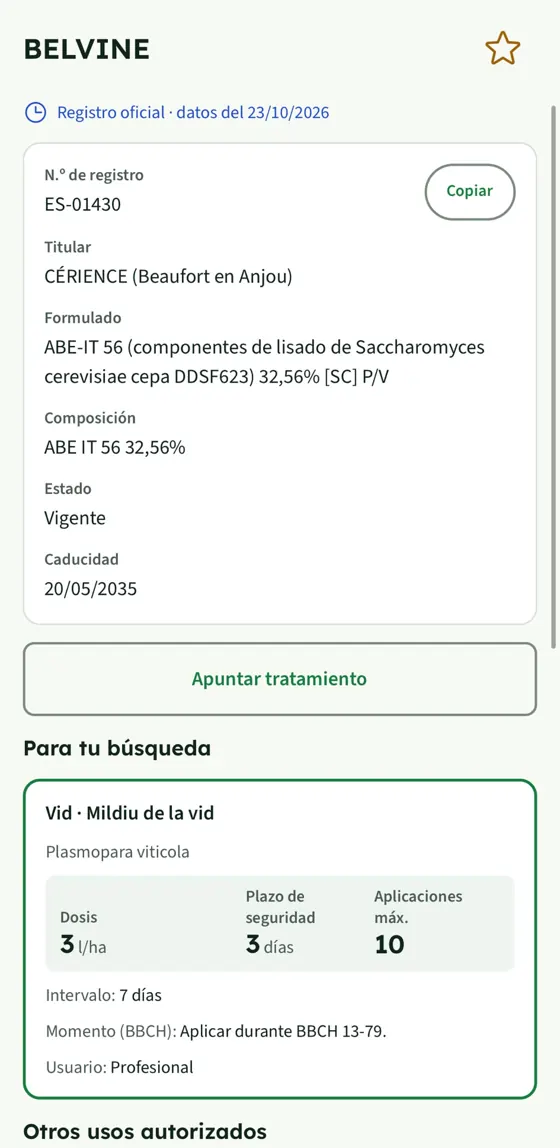 BELVINE
Registro oficial · datos del 23/10/2026
N.º de registro
ES-01430
Copiar
Titular
CÉRIENCE (Beaufort en Anjou)
Formulado
ABE-IT 56 (componentes de lisado de Saccharomyces
cerevisiae cepa DDSF623) 32,56% [SC] P/V
Composición
ABE IT 56 32,56%
Estado
Vigente
Caducidad
20/05/2035
Apuntar tratamiento
Para tu búsqueda
Vid · Mildiu de la vid
Plasmopara viticola
Dosis
3 l/ha
Plazo de
seguridad
3 días
Aplicaciones
máx.
10
Intervalo: 7 días
Momento (BBCH): Aplicar durante BBCH 13-79.
Usuario: Profesional
Otros usos autorizados